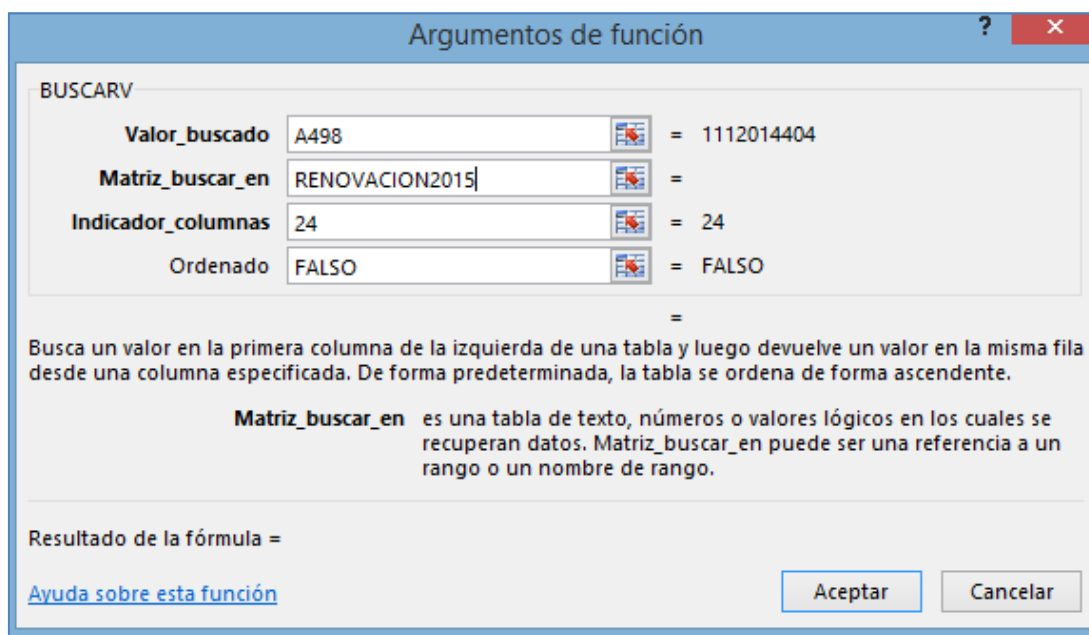 Argumentos de función
?
BUSCARV
Valor_buscado A498 = 1112014404
Matriz_buscar_en RENOVACION2015 =
Indicador_columnas 24 = 24
Ordenado FALSO = FALSO
=
Busca un valor en la primera columna de la izquierda de una tabla y luego devuelve un valor en la misma fila
desde una columna especificada. De forma predeterminada, la tabla se ordena de forma ascendente.
Matriz_buscar_en es una tabla de texto, números o valores lógicos en los cuales se
recuperan datos. Matriz_buscar_en puede ser una referencia a un
rango o un nombre de rango.
Resultado de la fórmula =
Ayuda sobre esta función
Aceptar Cancelar